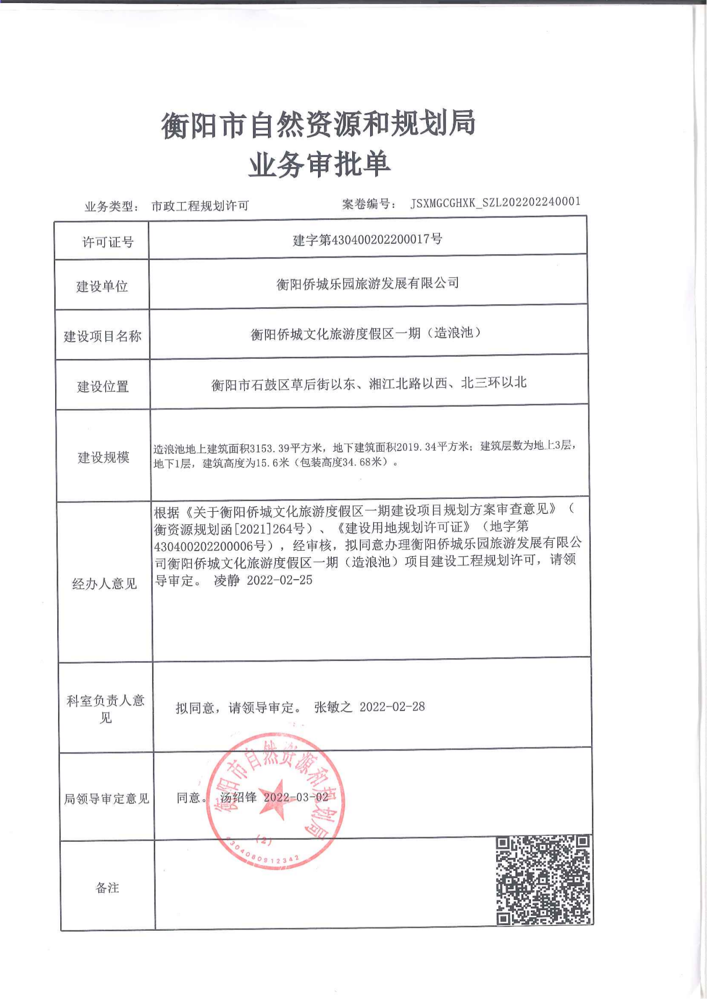 衡阳市自然资源和规划局
业务审批单
业务类型： 市政工程规划许可 案卷编号： JSXMGCGHXK_SZL202202240001
许可证号 建字第430400202200017号
建设单位 衡阳侨城乐园旅游发展有限公司
建设项目名称 衡阳侨城文化旅游度假区一期（造浪池）
建设位置 衡阳市石鼓区草后街以东、湘江北路以西、北三环以北
建设规模
造浪池地上建筑面积3153.39平方米，地下建筑面积2019.34平方米；建筑层数为地上3层，
地下1层，建筑高度为15.6米（包装高度34.68米）。
经办人意见
根据《关于衡阳侨城文化旅游度假区一期建设项目规划方案审查意见》（
衡资源规划函[2021]264号）、《建设用地规划许可证》（地字第
430400202200006号），经审核，拟同意办理衡阳侨城乐园旅游发展有限公
司衡阳侨城文化旅游度假区一期（造浪池）项目建设工程规划许可，请领
导审定。 凌静 2022-02-25
科室负责人意
见
拟同意，请领导审定。 张敏之 2022-02-28
局领导审定意见 同意。 汤绍锋 2022-03-02
衡阳市自然资源和规划局
（2）
4304080912342
备注